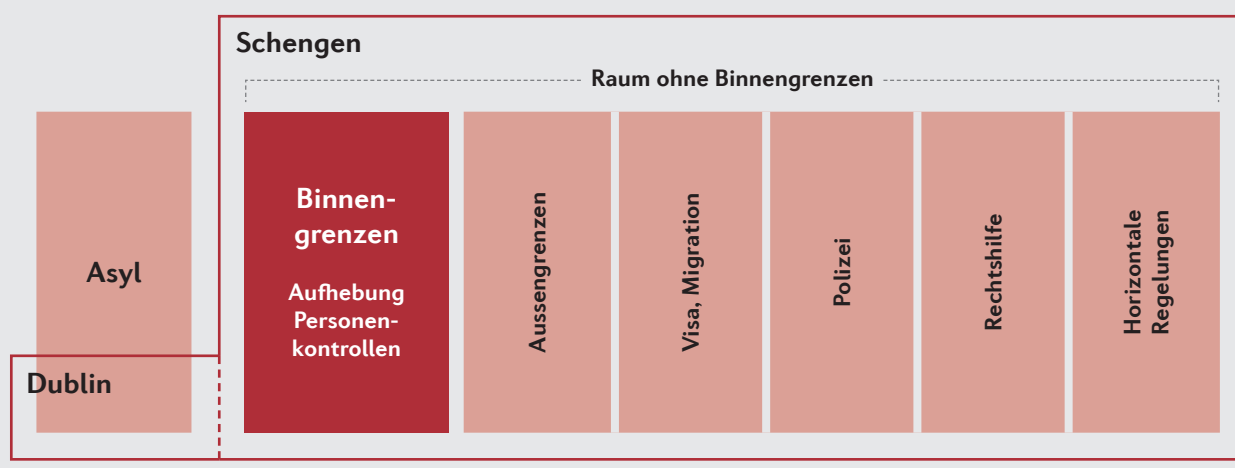 Schengen
Raum ohne Binnengrenzen
Asyl
Dublin
Binnen-
grenzen
Aufhebung
Personen-
kontrollen
Aussengrenzen
Visa, Migration
Polizei
Rechtshilfe
Horizontale
Regelungen